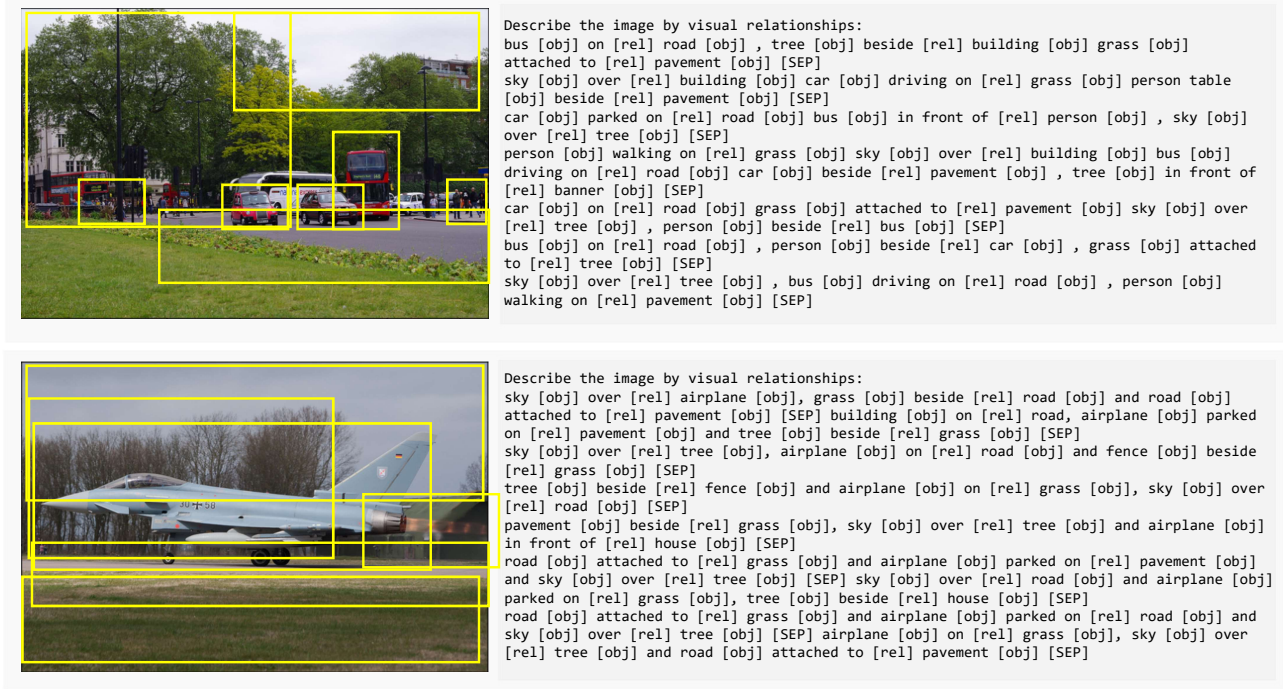 Describe the image by visual relationships:
bus [obj] on [rel] road [obj] , tree [obj] beside [rel] building [obj] grass [obj]
attached to [rel] pavement [obj] [SEP]
sky [obj] over [rel] building [obj] car [obj] driving on [rel] grass [obj] person table
[obj] beside [rel] pavement [obj] [SEP]
car [obj] parked on [rel] road [obj] bus [obj] in front of [rel] person [obj] , sky [obj]
over [rel] tree [obj] [SEP]
person [obj] walking on [rel] grass [obj] sky [obj] over [rel] building [obj] bus [obj]
driving on [rel] road [obj] car [obj] beside [rel] pavement [obj] , tree [obj] in front of
[rel] banner [obj] [SEP]
car [obj] on [rel] road [obj] grass [obj] attached to [rel] pavement [obj] sky [obj] over
[rel] tree [obj] , person [obj] beside [rel] bus [obj] [SEP]
bus [obj] on [rel] road [obj] , person [obj] beside [rel] car [obj] , grass [obj] attached
to [rel] tree [obj] [SEP]
sky [obj] over [rel] tree [obj] , bus [obj] driving on [rel] road [obj] , person [obj]
walking on [rel] pavement [obj] [SEP]
30+58
Describe the image by visual relationships:
sky [obj] over [rel] airplane [obj], grass [obj] beside [rel] road [obj] and road [obj]
attached to [rel] pavement [obj] [SEP] building [obj] on [rel] road, airplane [obj] parked
on [rel] pavement [obj] and tree [obj] beside [rel] grass [obj] [SEP]
sky [obj] over [rel] tree [obj], airplane [obj] on [rel] road [obj] and fence [obj] beside
[rel] grass [obj] [SEP]
tree [obj] beside [rel] fence [obj] and airplane [obj] on [rel] grass [obj], sky [obj] over
[rel] road [obj] [SEP]
pavement [obj] beside [rel] grass [obj], sky [obj] over [rel] tree [obj] and airplane [obj]
in front of [rel] house [obj] [SEP]
road [obj] attached to [rel] grass [obj] and airplane [obj] parked on [rel] pavement [obj]
and sky [obj] over [rel] tree [obj] [SEP] sky [obj] over [rel] road [obj] and airplane [obj]
parked on [rel] grass [obj], tree [obj] beside [rel] house [obj] [SEP]
road [obj] attached to [rel] grass [obj] and airplane [obj] parked on [rel] road [obj] and
sky [obj] over [rel] tree [obj] [SEP] airplane [obj] on [rel] grass [obj], sky [obj] over
[rel] tree [obj] and road [obj] attached to [rel] pavement [obj] [SEP]